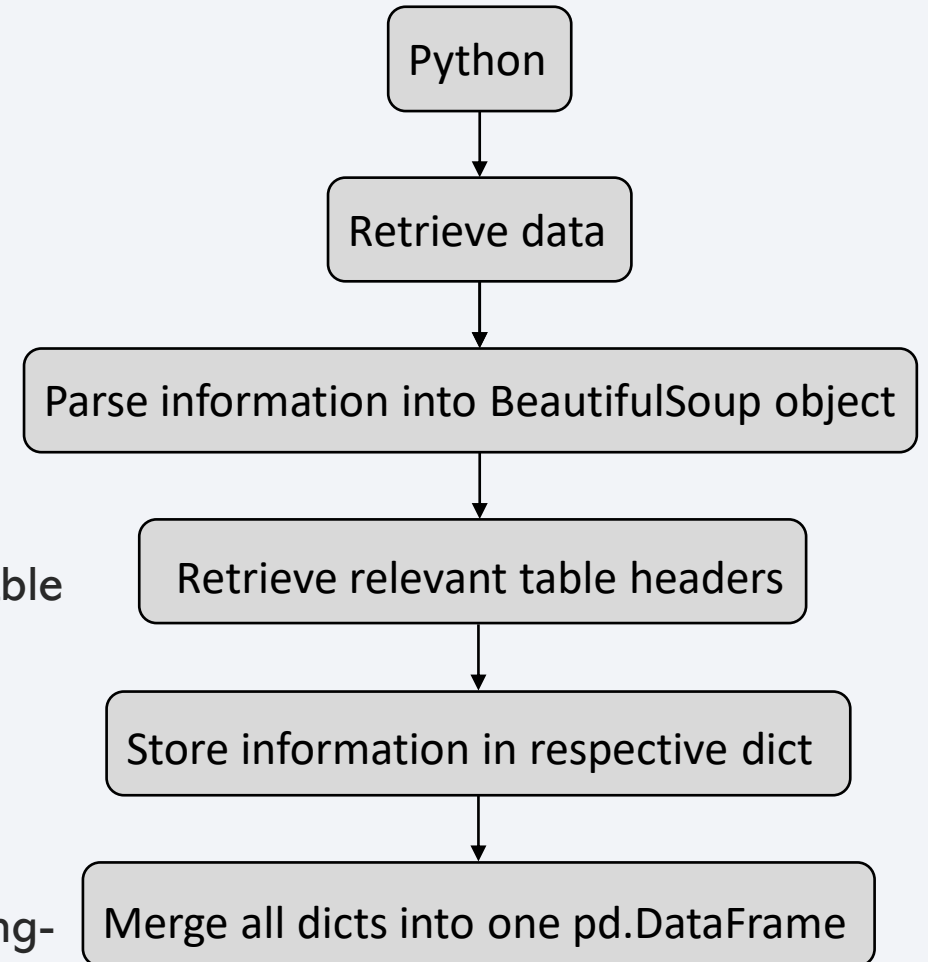 Python
Retrieve data
Parse information into BeautifulSoup object
Retrieve relevant table headers
Store information in respective dict
Merge all dicts into one pd.DataFrame